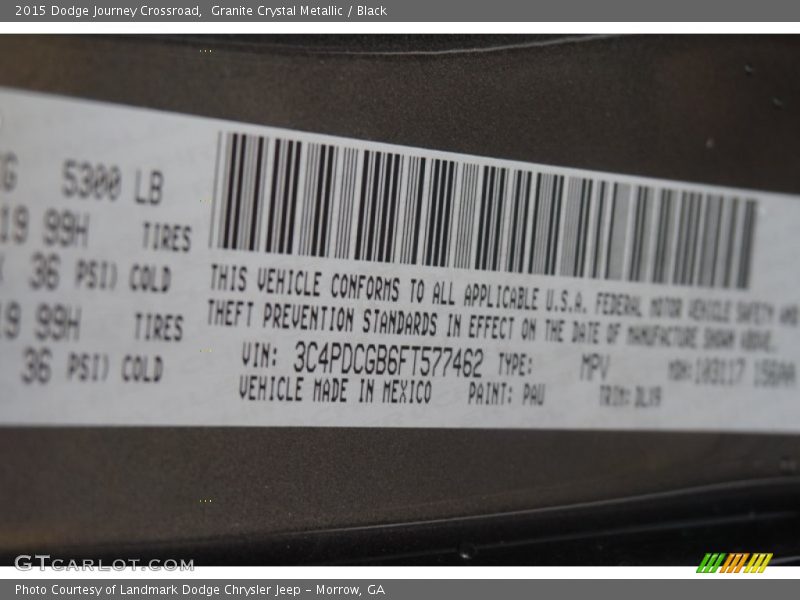 2015 Dodge Journey Crossroad, Granite Crystal Metallic / Black
G 5300 LB
19 99H TIRES
36 PSI) COLD
19 99H TIRES
36 PSI) COLD
THIS VEHICLE CONFORMS TO ALL APPLICABLE U.S.A. FEDERAL MOTOR VEHICLE SAFETY AND
THEFT PREVENTION STANDARDS IN EFFECT ON THE DATE OF MANUFACTURE SHOWN ABOVE.
VIN: 3C4PDCGB6FT577462 TYPE: MPV MDH:
VEHICLE MADE IN MEXICO PAINT: PAU TRIM: DLX9
GTCARLOT.COM
Photo Courtesy of Landmark Dodge Chrysler Jeep – Morrow, GA